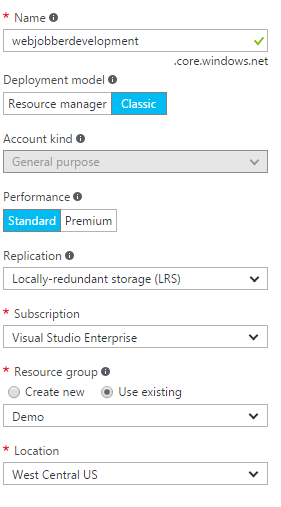 * Name
webjobberdevelopment
.core.windows.net
Deployment model
Resource manager Classic
Account kind
General purpose
Performance
Standard Premium
Replication
Locally-redundant storage (LRS)
* Subscription
Visual Studio Enterprise
* Resource group
Create new Use existing
Demo
* Location
West Central US